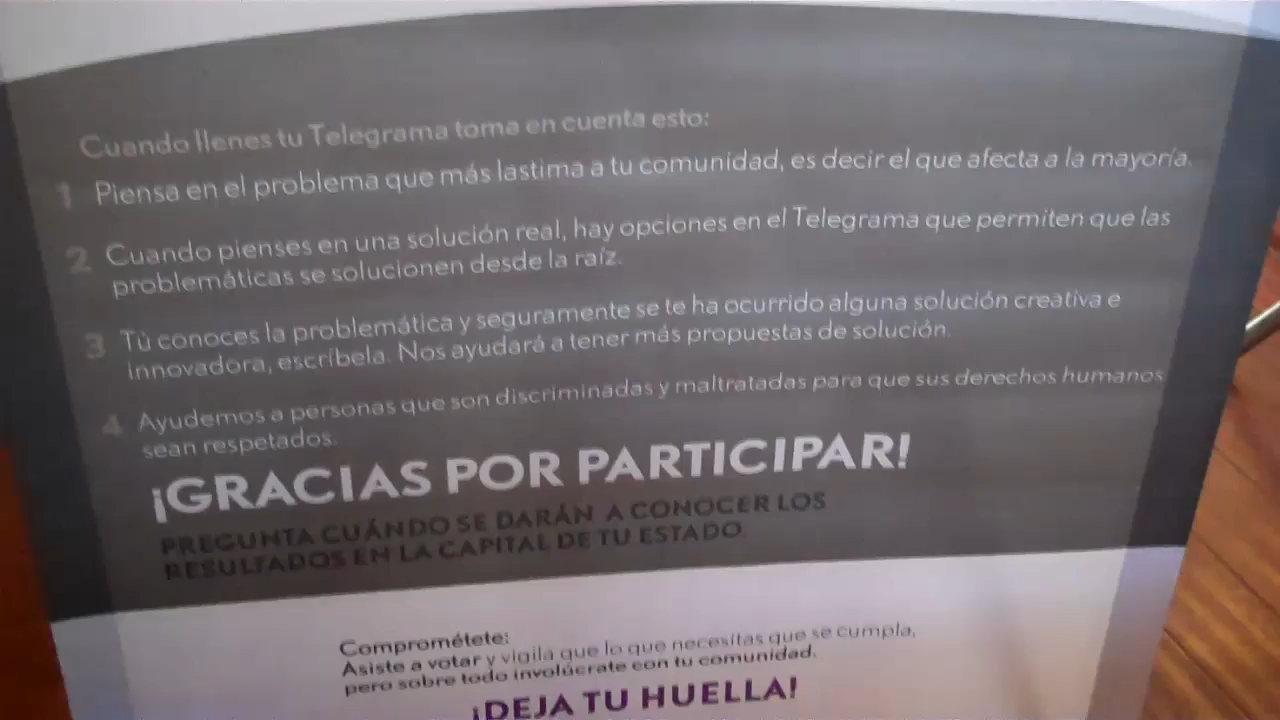 Cuando llenes tu Telegrama toma en cuenta esto:
1 Piensa en el problema que más lastima a tu comunidad, es decir el que afecta a la mayoría.
2 Cuando pienses en una solución real, hay opciones en el Telegrama que permiten que las
problemáticas se solucionen desde la raíz.
3 Tú conoces la problemática y seguramente se te ha ocurrido alguna solución creativa e
innovadora, escríbela. Nos ayudará a tener más propuestas de solución.
4 Ayudemos a personas que son discriminadas y maltratadas para que sus derechos humanos
sean respetados.
¡GRACIAS POR PARTICIPAR!
PREGUNTA CUÁNDO SE DARÁN A CONOCER LOS
RESULTADOS EN LA CAPITAL DE TU ESTADO.
Comprométete:
Asiste a votar y vigila que lo que necesitas que se cumpla,
pero sobre todo involúcrate con tu comunidad.
¡DEJA TU HUELLA!